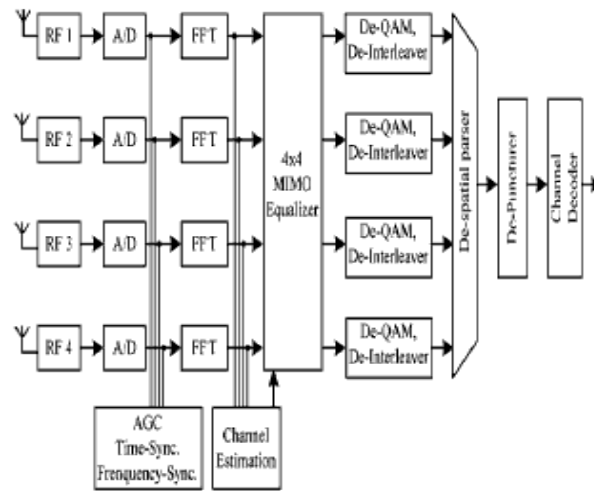 RF 1
A/D
FFT
De-QAM,
De-Interleaver
RF 2
A/D
FFT
De-QAM,
De-Interleaver
4x4
MIMO
Equalizer
RF 3
A/D
FFT
De-QAM,
De-Interleaver
RF 4
A/D
FFT
De-QAM,
De-Interleaver
De-spatial parser
De-Puncturer
Channel
Decoder
AGC
Time-Sync.
Frenquency-Sync.
Channel
Estimation